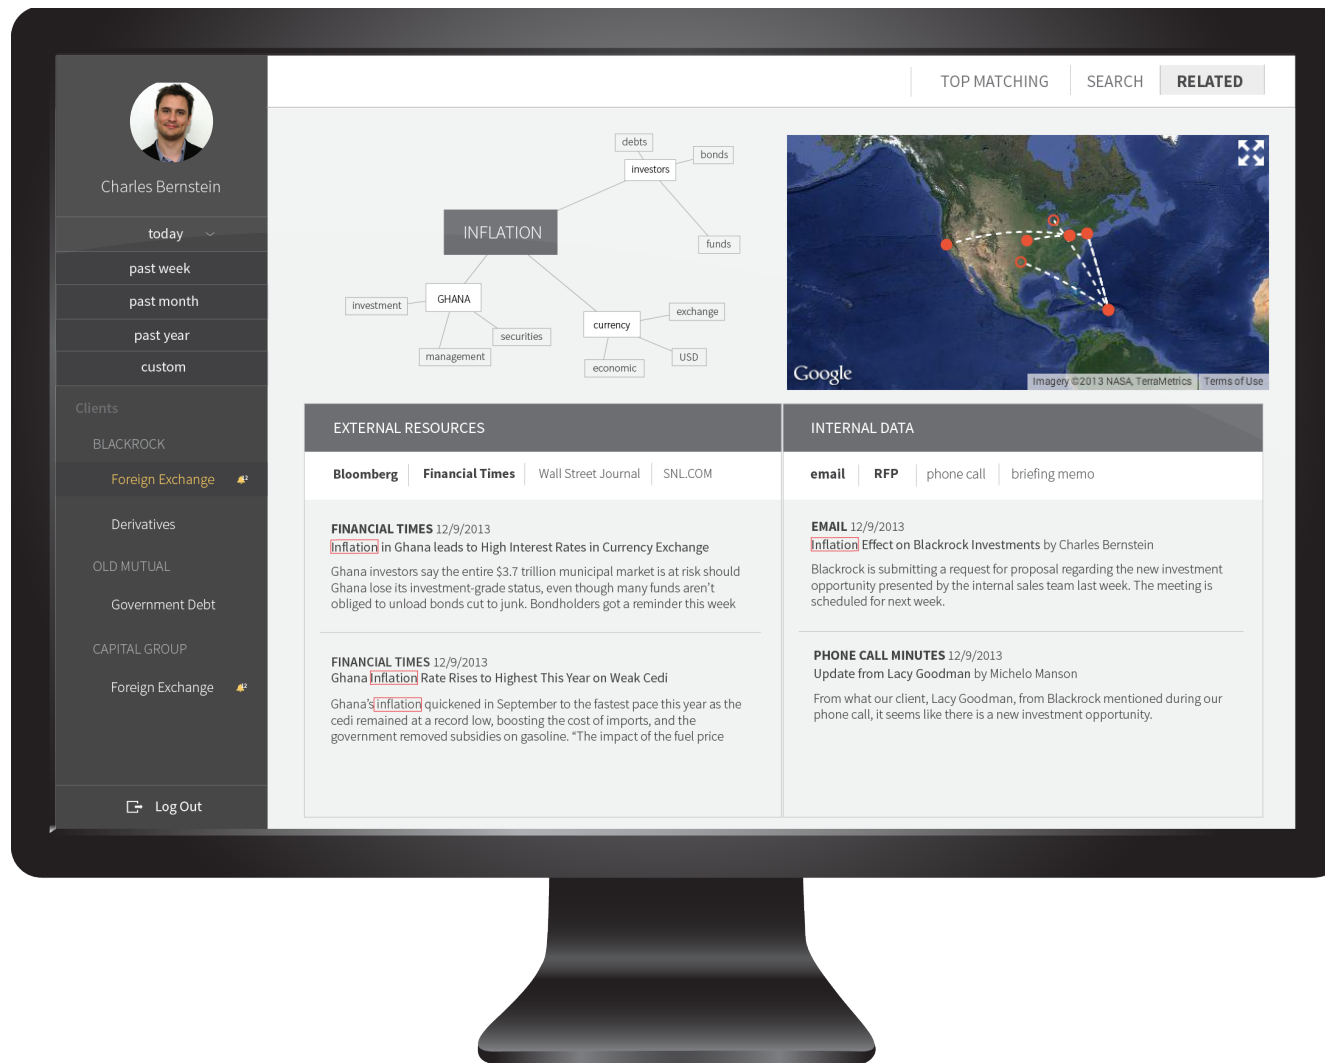 Charles Bernstein
today
past week
past month
past year
custom
Clients
BLACKROCK
Foreign Exchange
Derivatives
OLD MUTUAL
Government Debt
CAPITAL GROUP
Foreign Exchange
Log Out
TOP MATCHING
SEARCH
RELATED
debts
bonds
investors
INFLATION
funds
GHANA
investment
securities
management
exchange
currency
USD
economic
Google
Imagery ©2013 NASA, TerraMetrics
Terms of Use
EXTERNAL RESOURCES
Bloomberg
Financial Times
Wall Street Journal
SNL.COM
FINANCIAL TIMES 12/9/2013
Inflation in Ghana leads to High Interest Rates in Currency Exchange
Ghana investors say the entire $3.7 trillion municipal market is at risk should
Ghana lose its investment-grade status, even though many funds aren't
obliged to unload bonds cut to junk. Bondholders got a reminder this week
FINANCIAL TIMES 12/9/2013
Ghana Inflation Rate Rises to Highest This Year on Weak Cedi
Ghana's inflation quickened in September to the fastest pace this year as the
cedi remained at a record low, boosting the cost of imports, and the
government removed subsidies on gasoline. "The impact of the fuel price
INTERNAL DATA
email
RFP
phone call
briefing memo
EMAIL 12/9/2013
Inflation Effect on Blackrock Investments by Charles Bernstein
Blackrock is submitting a request for proposal regarding the new investment
opportunity presented by the internal sales team last week. The meeting is
scheduled for next week.
PHONE CALL MINUTES 12/9/2013
Update from Lacy Goodman by Michelo Manson
From what our client, Lacy Goodman, from Blackrock mentioned during our
phone call, it seems like there is a new investment opportunity.